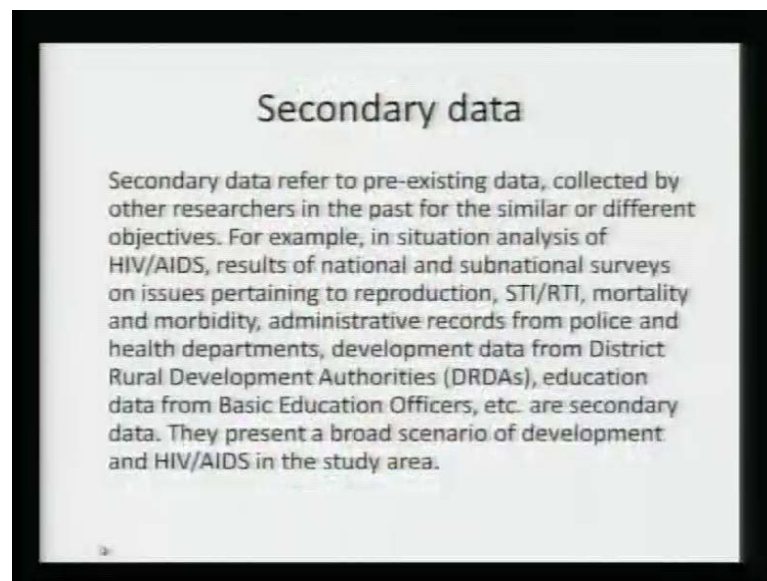 Secondary data
Secondary data refer to pre-existing data, collected by
other researchers in the past for the similar or different
objectives. For example, in situation analysis of
HIV/AIDS, results of national and subnational surveys
on issues pertaining to reproduction, STI/RTI, mortality
and morbidity, administrative records from police and
health departments, development data from District
Rural Development Authorities (DRDAs), education
data from Basic Education Officers, etc. are secondary
data. They present a broad scenario of development
and HIV/AIDS in the study area.